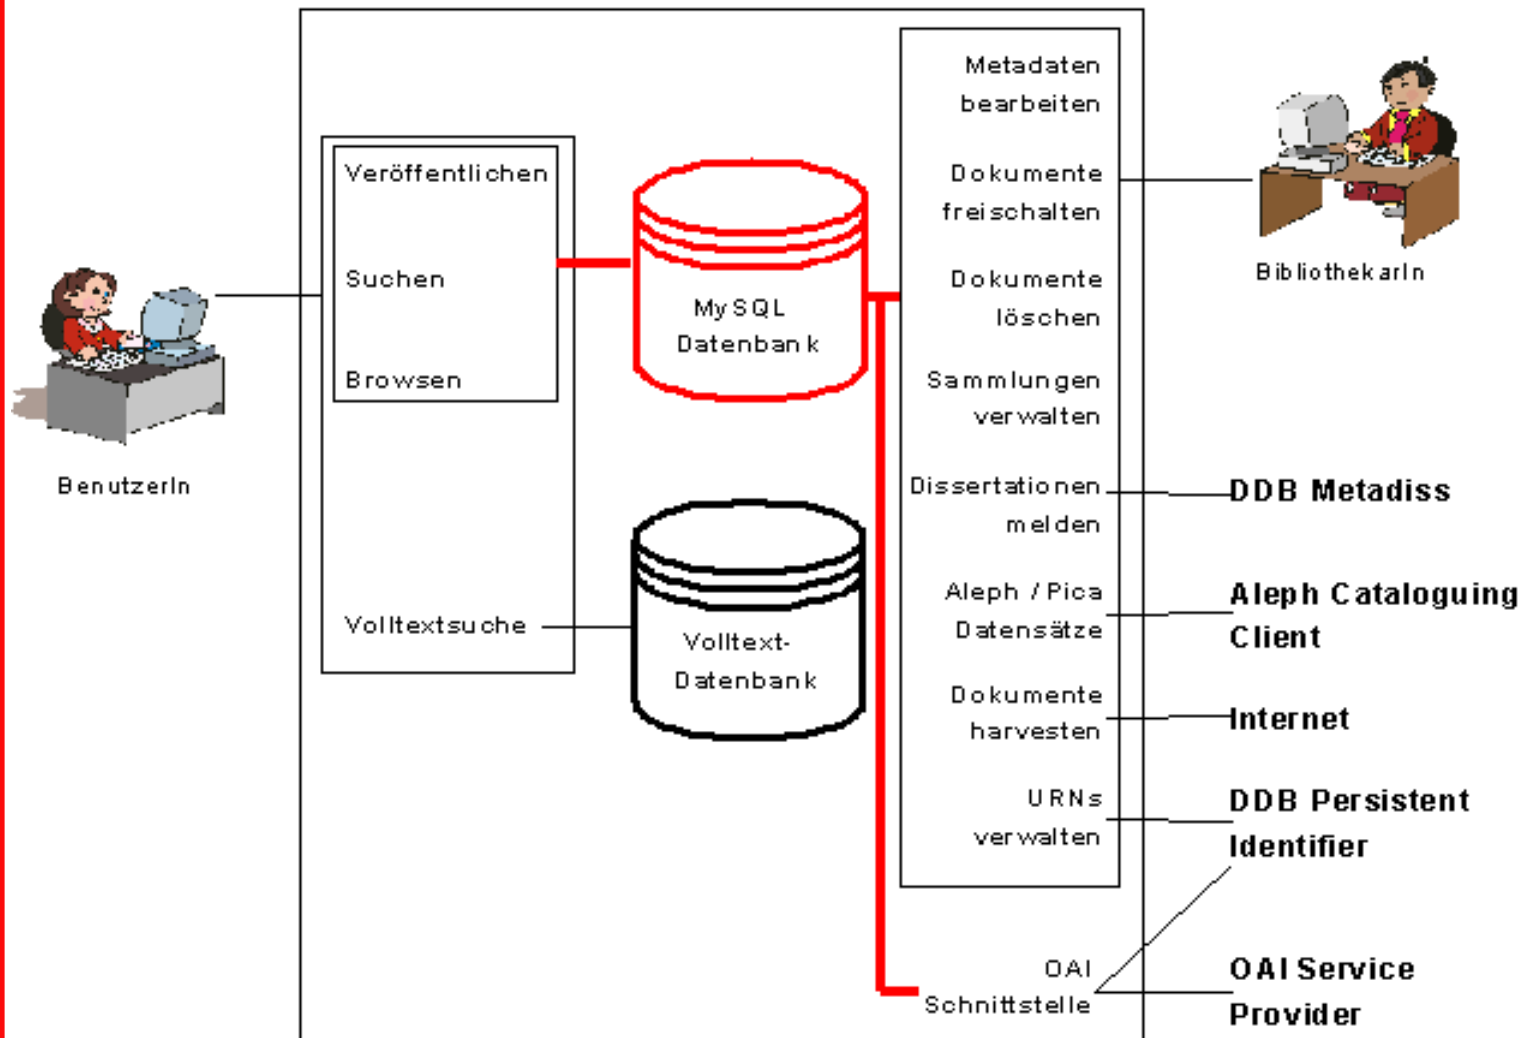 Metadaten
bearbeiten
Veröffentlichen
Dokumente
freischalten
Suchen
BibliothekarIn
Dokumente
löschen
MySQL
Datenbank
Browsen
Sammlungen
verwalten
BenutzerIn
Dissertationen
melden
DDB Metadiss
Aleph / Pica
Datensätze
Aleph Cataloguing
Client
Volltextsuche
Volltext-
Datenbank
Dokumente
harvesten
Internet
URNs
verwalten
DDB Persistent
Identifier
OAI
Schnittstelle
OAI Service
Provider